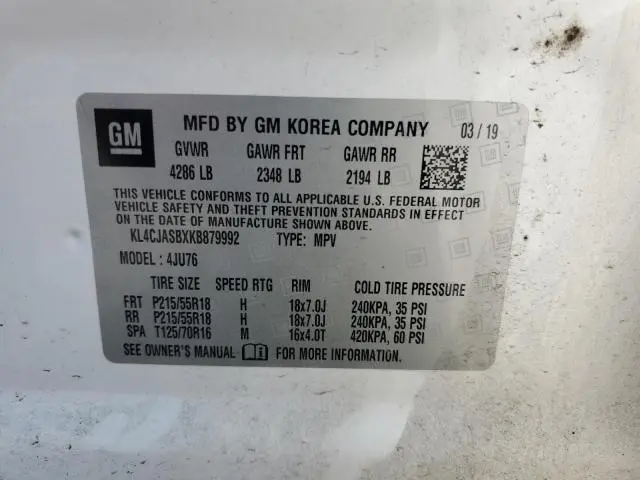 GM MFD BY GM KOREA COMPANY 03/19
GVWR GAWR FRT GAWR RR
4286 LB 2348 LB 2194 LB
THIS VEHICLE CONFORMS TO ALL APPLICABLE U.S. FEDERAL MOTOR
VEHICLE SAFETY AND THEFT PREVENTION STANDARDS IN EFFECT
ON THE DATE OF MANUFACTURE SHOWN ABOVE.
KL4CJASBXKB879992 TYPE: MPV
MODEL: 4JU76
TIRE SIZE SPEED RTG RIM COLD TIRE PRESSURE
FRT P215/55R18 H 18x7.0J 240KPA, 35 PSI
RR P215/55R18 H 18x7.0J 240KPA, 35 PSI
SPA T125/70R16 M 16x4.0T 420KPA, 60 PSI
SEE OWNER'S MANUAL FOR MORE INFORMATION.